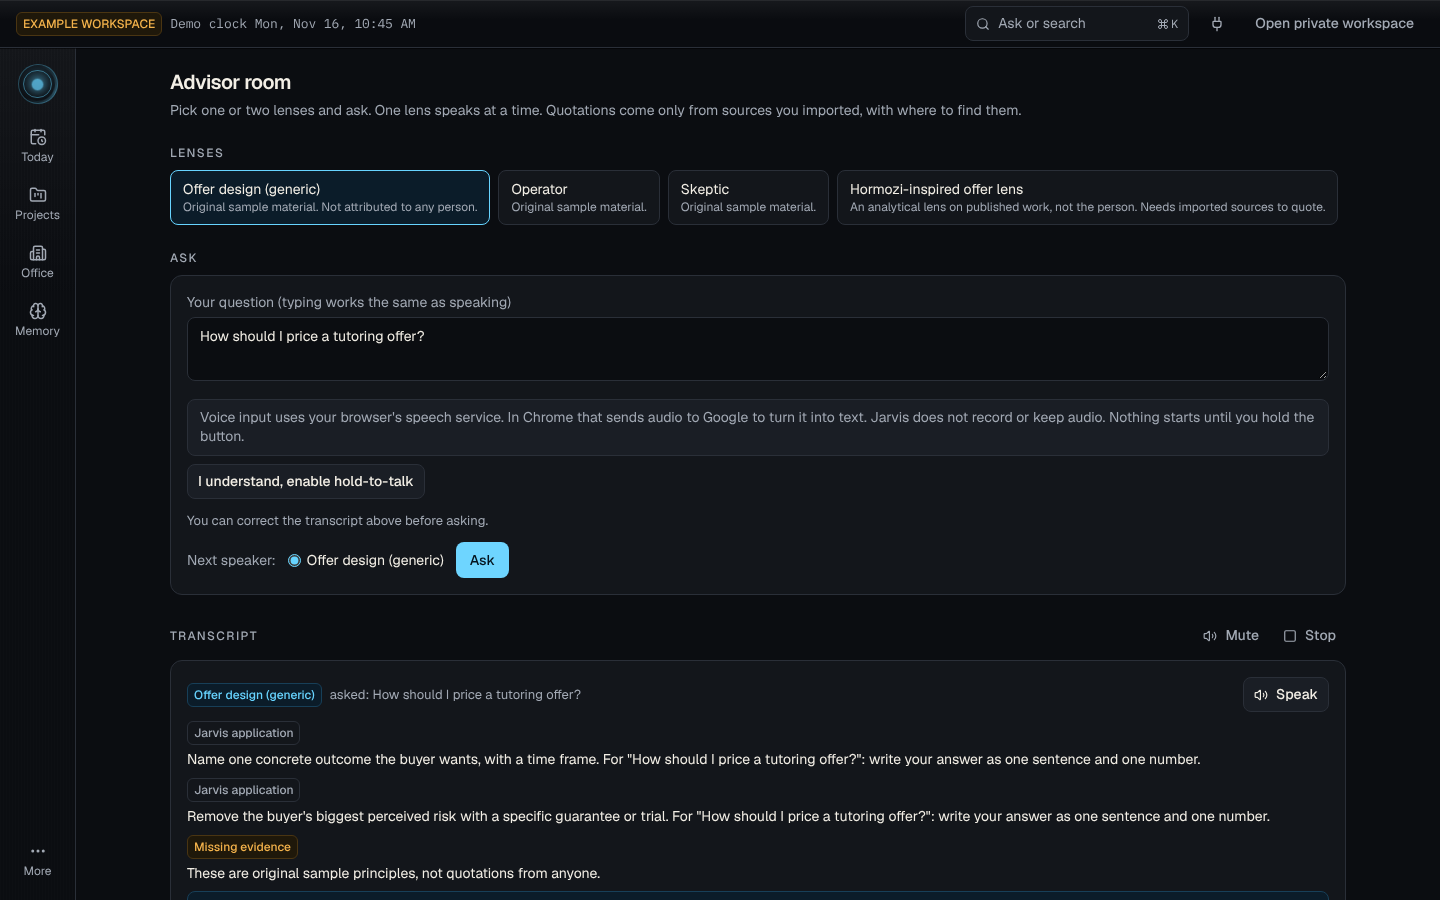 EXAMPLE WORKSPACE Demo clock Mon, Nov 16, 10:45 AM
Ask or search ⌘K
Open private workspace
Today
Projects
Office
Memory
More
Advisor room
Pick one or two lenses and ask. One lens speaks at a time. Quotations come only from sources you imported, with where to find them.
LENSES
Offer design (generic)
Original sample material. Not attributed to any person.
Operator
Original sample material.
Skeptic
Original sample material.
Hormozi-inspired offer lens
An analytical lens on published work, not the person. Needs imported sources to quote.
ASK
Your question (typing works the same as speaking)
How should I price a tutoring offer?
Voice input uses your browser's speech service. In Chrome that sends audio to Google to turn it into text. Jarvis does not record or keep audio. Nothing starts until you hold the
button.
I understand, enable hold-to-talk
You can correct the transcript above before asking.
Next speaker: Offer design (generic) Ask
TRANSCRIPT
Mute
Stop
Offer design (generic) asked: How should I price a tutoring offer?
Speak
Jarvis application
Name one concrete outcome the buyer wants, with a time frame. For "How should I price a tutoring offer?": write your answer as one sentence and one number.
Jarvis application
Remove the buyer's biggest perceived risk with a specific guarantee or trial. For "How should I price a tutoring offer?": write your answer as one sentence and one number.
Missing evidence
These are original sample principles, not quotations from anyone.